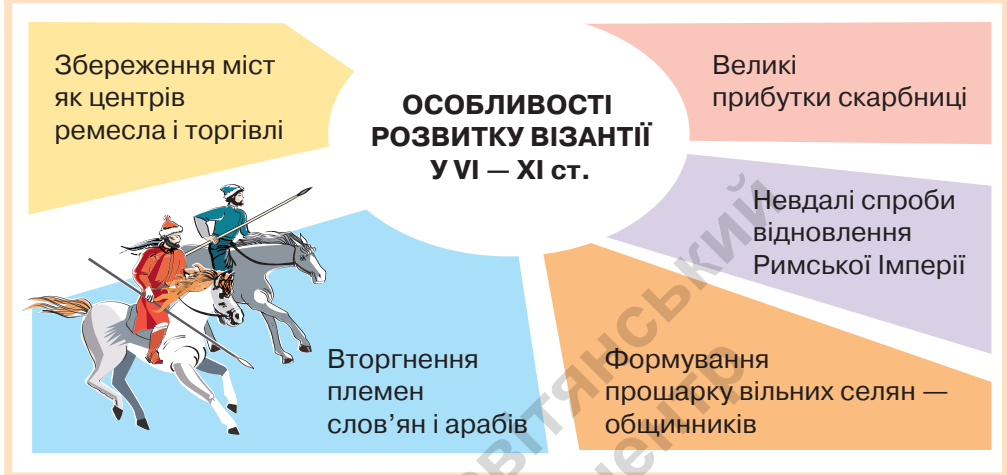 Збереження міст
як центрів
ремесла і торгівлі
ОСОБЛИВОСТІ
РОЗВИТКУ ВІЗАНТІЇ
У VI — XI ст.
Великі
прибутки скарбниці
Невдалі спроби
відновлення
Римської Імперії
Вторгнення
племен
слов’ян і арабів
Формування
прошарку вільних селян —
общинників